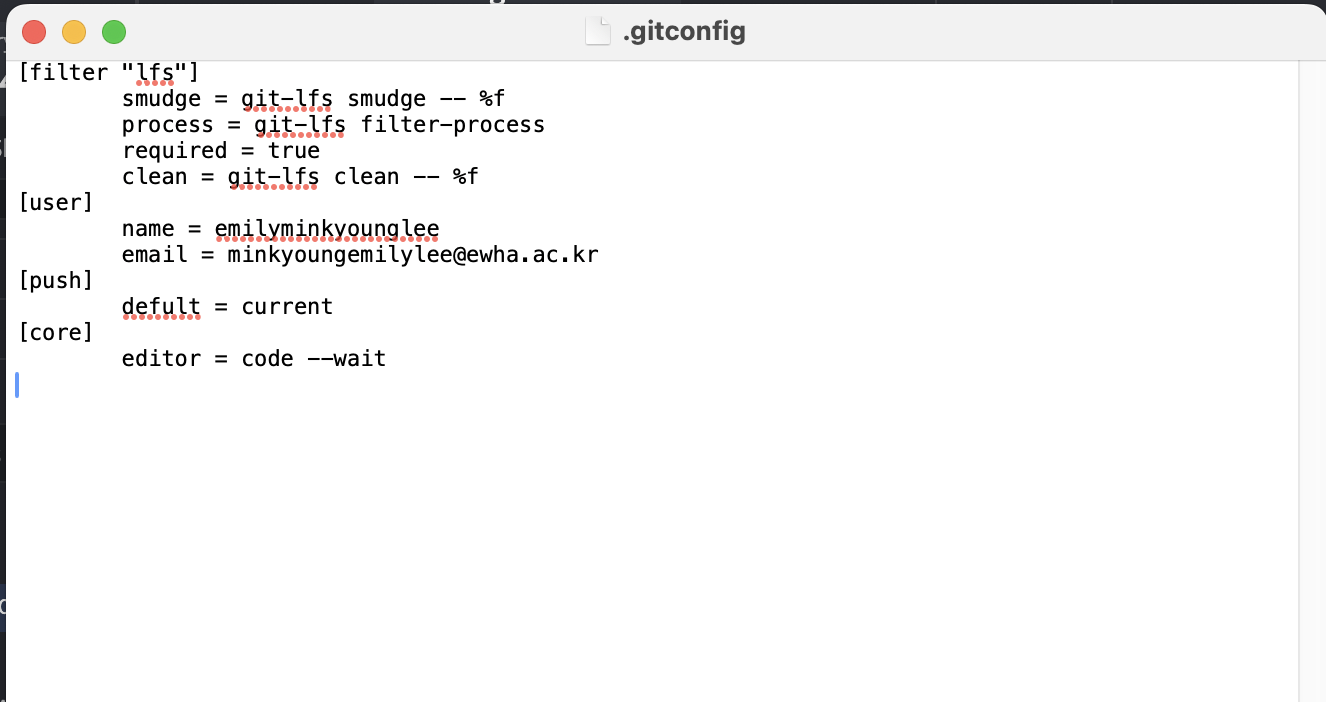 .gitconfig
[filter "lfs"]
smudge = git-lfs smudge -- %f
process = git-lfs filter-process
required = true
clean = git-lfs clean -- %f
[user]
name = emilyminkyounglee
email = minkyoungemilylee@ewha.ac.kr
[push]
defult = current
[core]
editor = code --wait